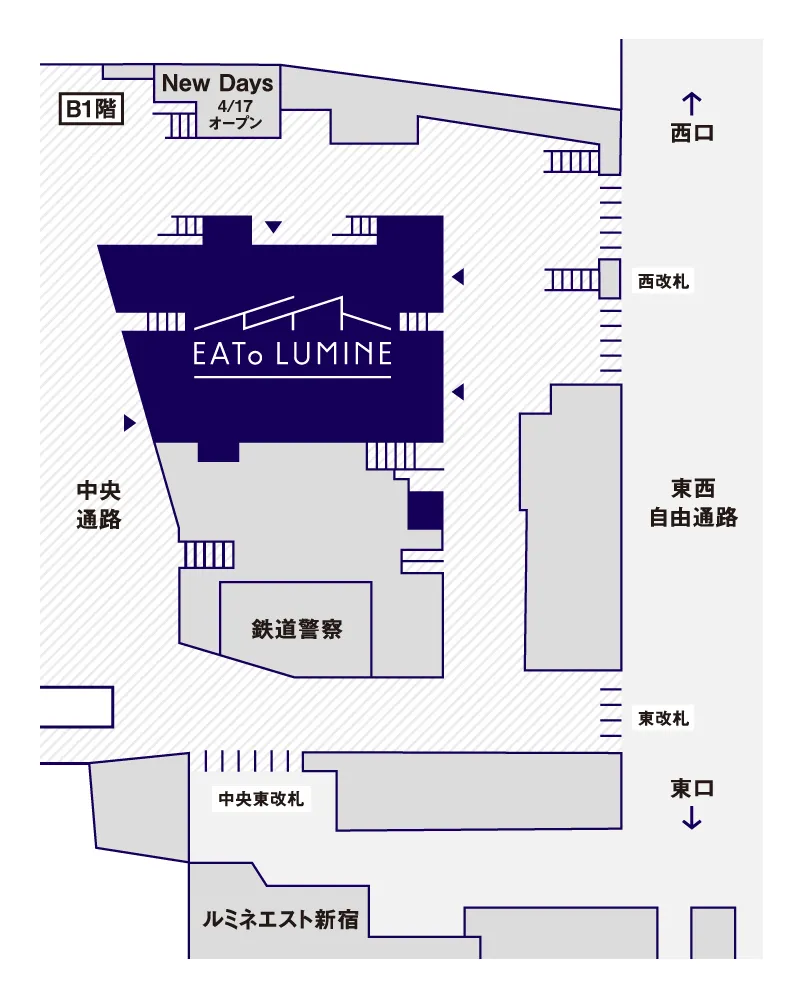 New Days
4/17
オープン
B1階
西口
西改札
EATo LUMINE
中央
通路
東西
自由通路
鉄道警察
東改札
中央東改札
東口
ルミネエスト新宿